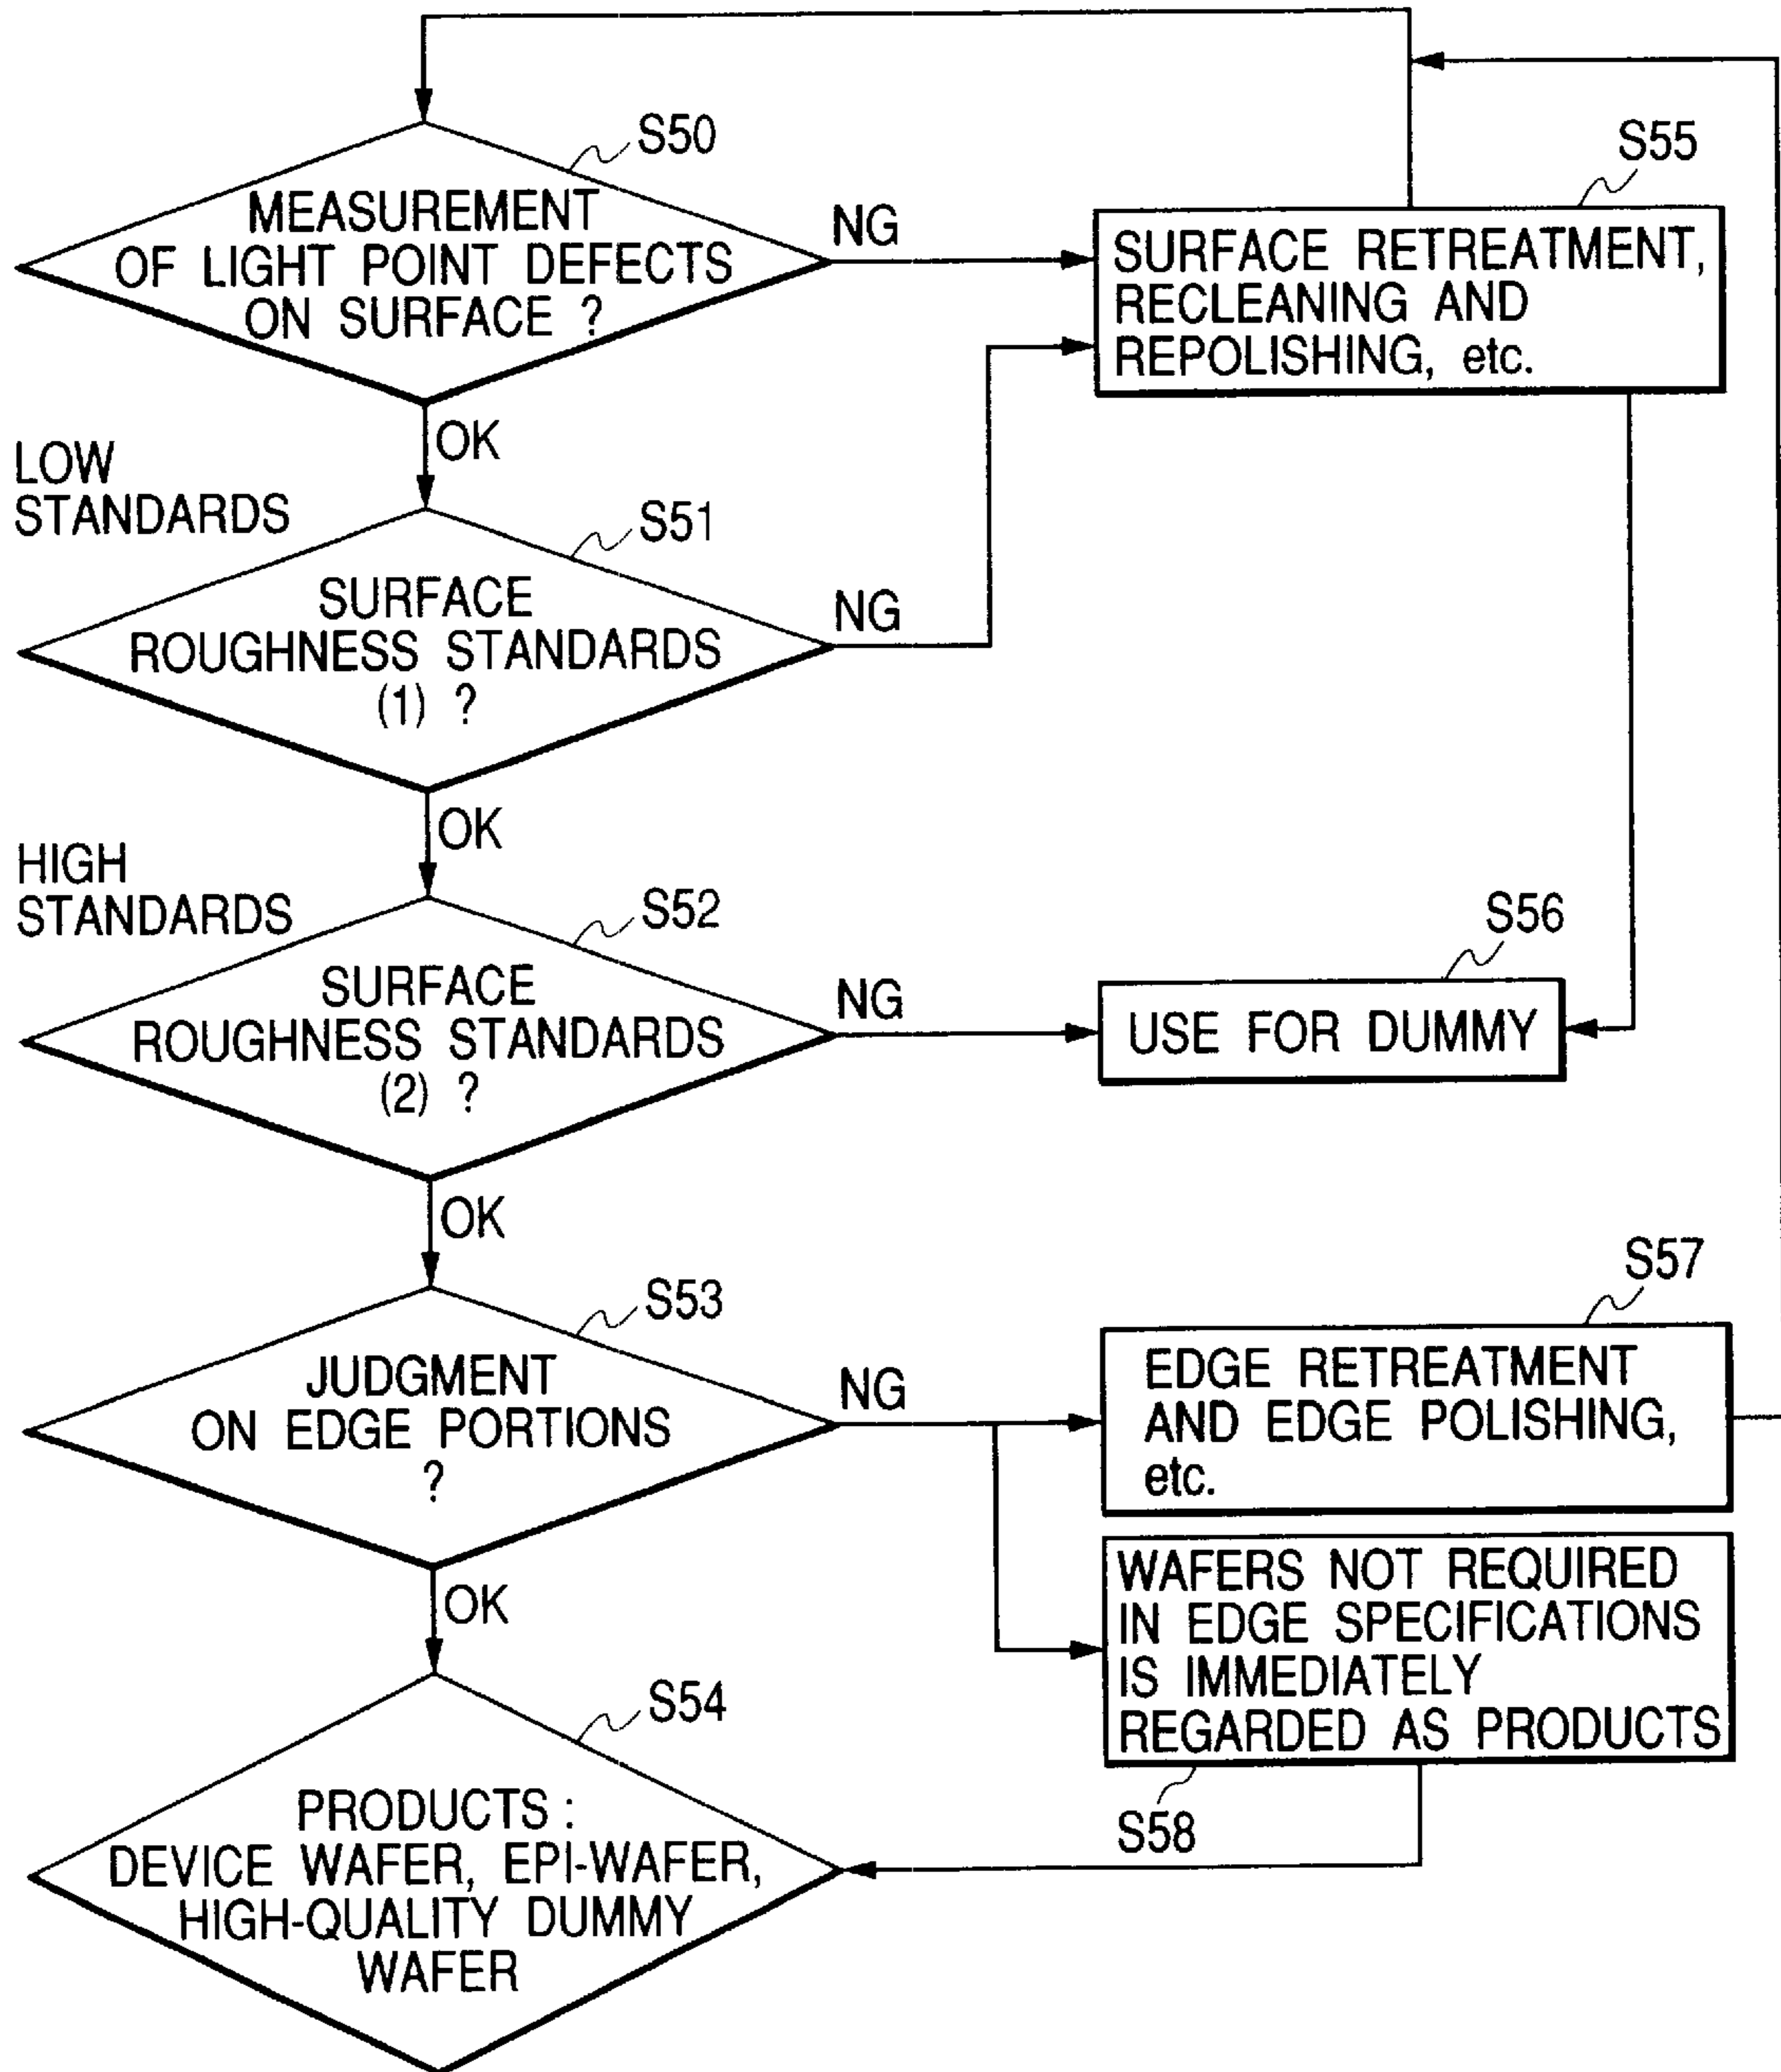 S50
MEASUREMENT
OF LIGHT POINT DEFECTS
ON SURFACE ?
NG
S55
SURFACE RETREATMENT,
RECLEANING AND
REPOLISHING, etc.
OK
LOW
STANDARDS
S51
SURFACE
ROUGHNESS STANDARDS
(1) ?
NG
OK
HIGH
STANDARDS
S52
SURFACE
ROUGHNESS STANDARDS
(2) ?
NG
S56
USE FOR DUMMY
OK
S53
JUDGMENT
ON EDGE PORTIONS
?
NG
S57
EDGE RETREATMENT
AND EDGE POLISHING,
etc.
WAFERS NOT REQUIRED
IN EDGE SPECIFICATIONS
IS IMMEDIATELY
REGARDED AS PRODUCTS
S58
OK
S54
PRODUCTS :
DEVICE WAFER, EPI-WAFER,
HIGH-QUALITY DUMMY
WAFER